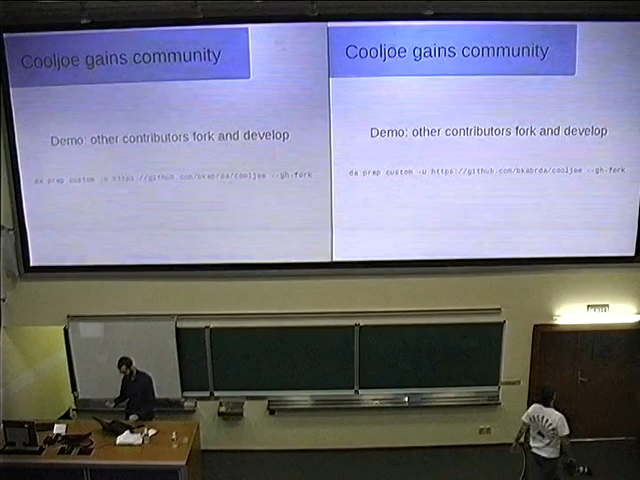 Cooljoe gains community
Demo: other contributors fork and develop
da prep custom -u https://github.com/bkabrda/cooljoe --gh-fork
Cooljoe gains community
Demo: other contributors fork and develop
da prep custom -u https://github.com/bkabrda/cooljoe --gh-fork